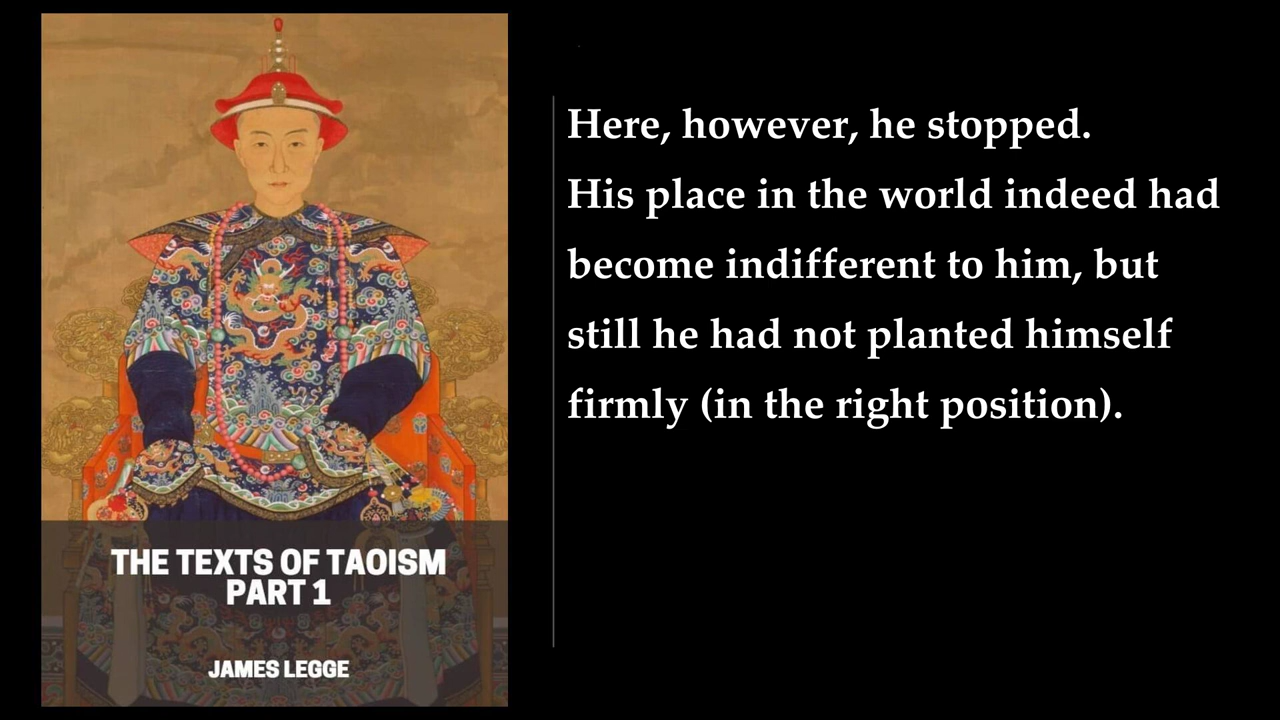 THE TEXTS OF TAOISM
PART 1
JAMES LEGGE
Here, however, he stopped.
His place in the world indeed had
become indifferent to him, but
still he had not planted himself
firmly (in the right position).